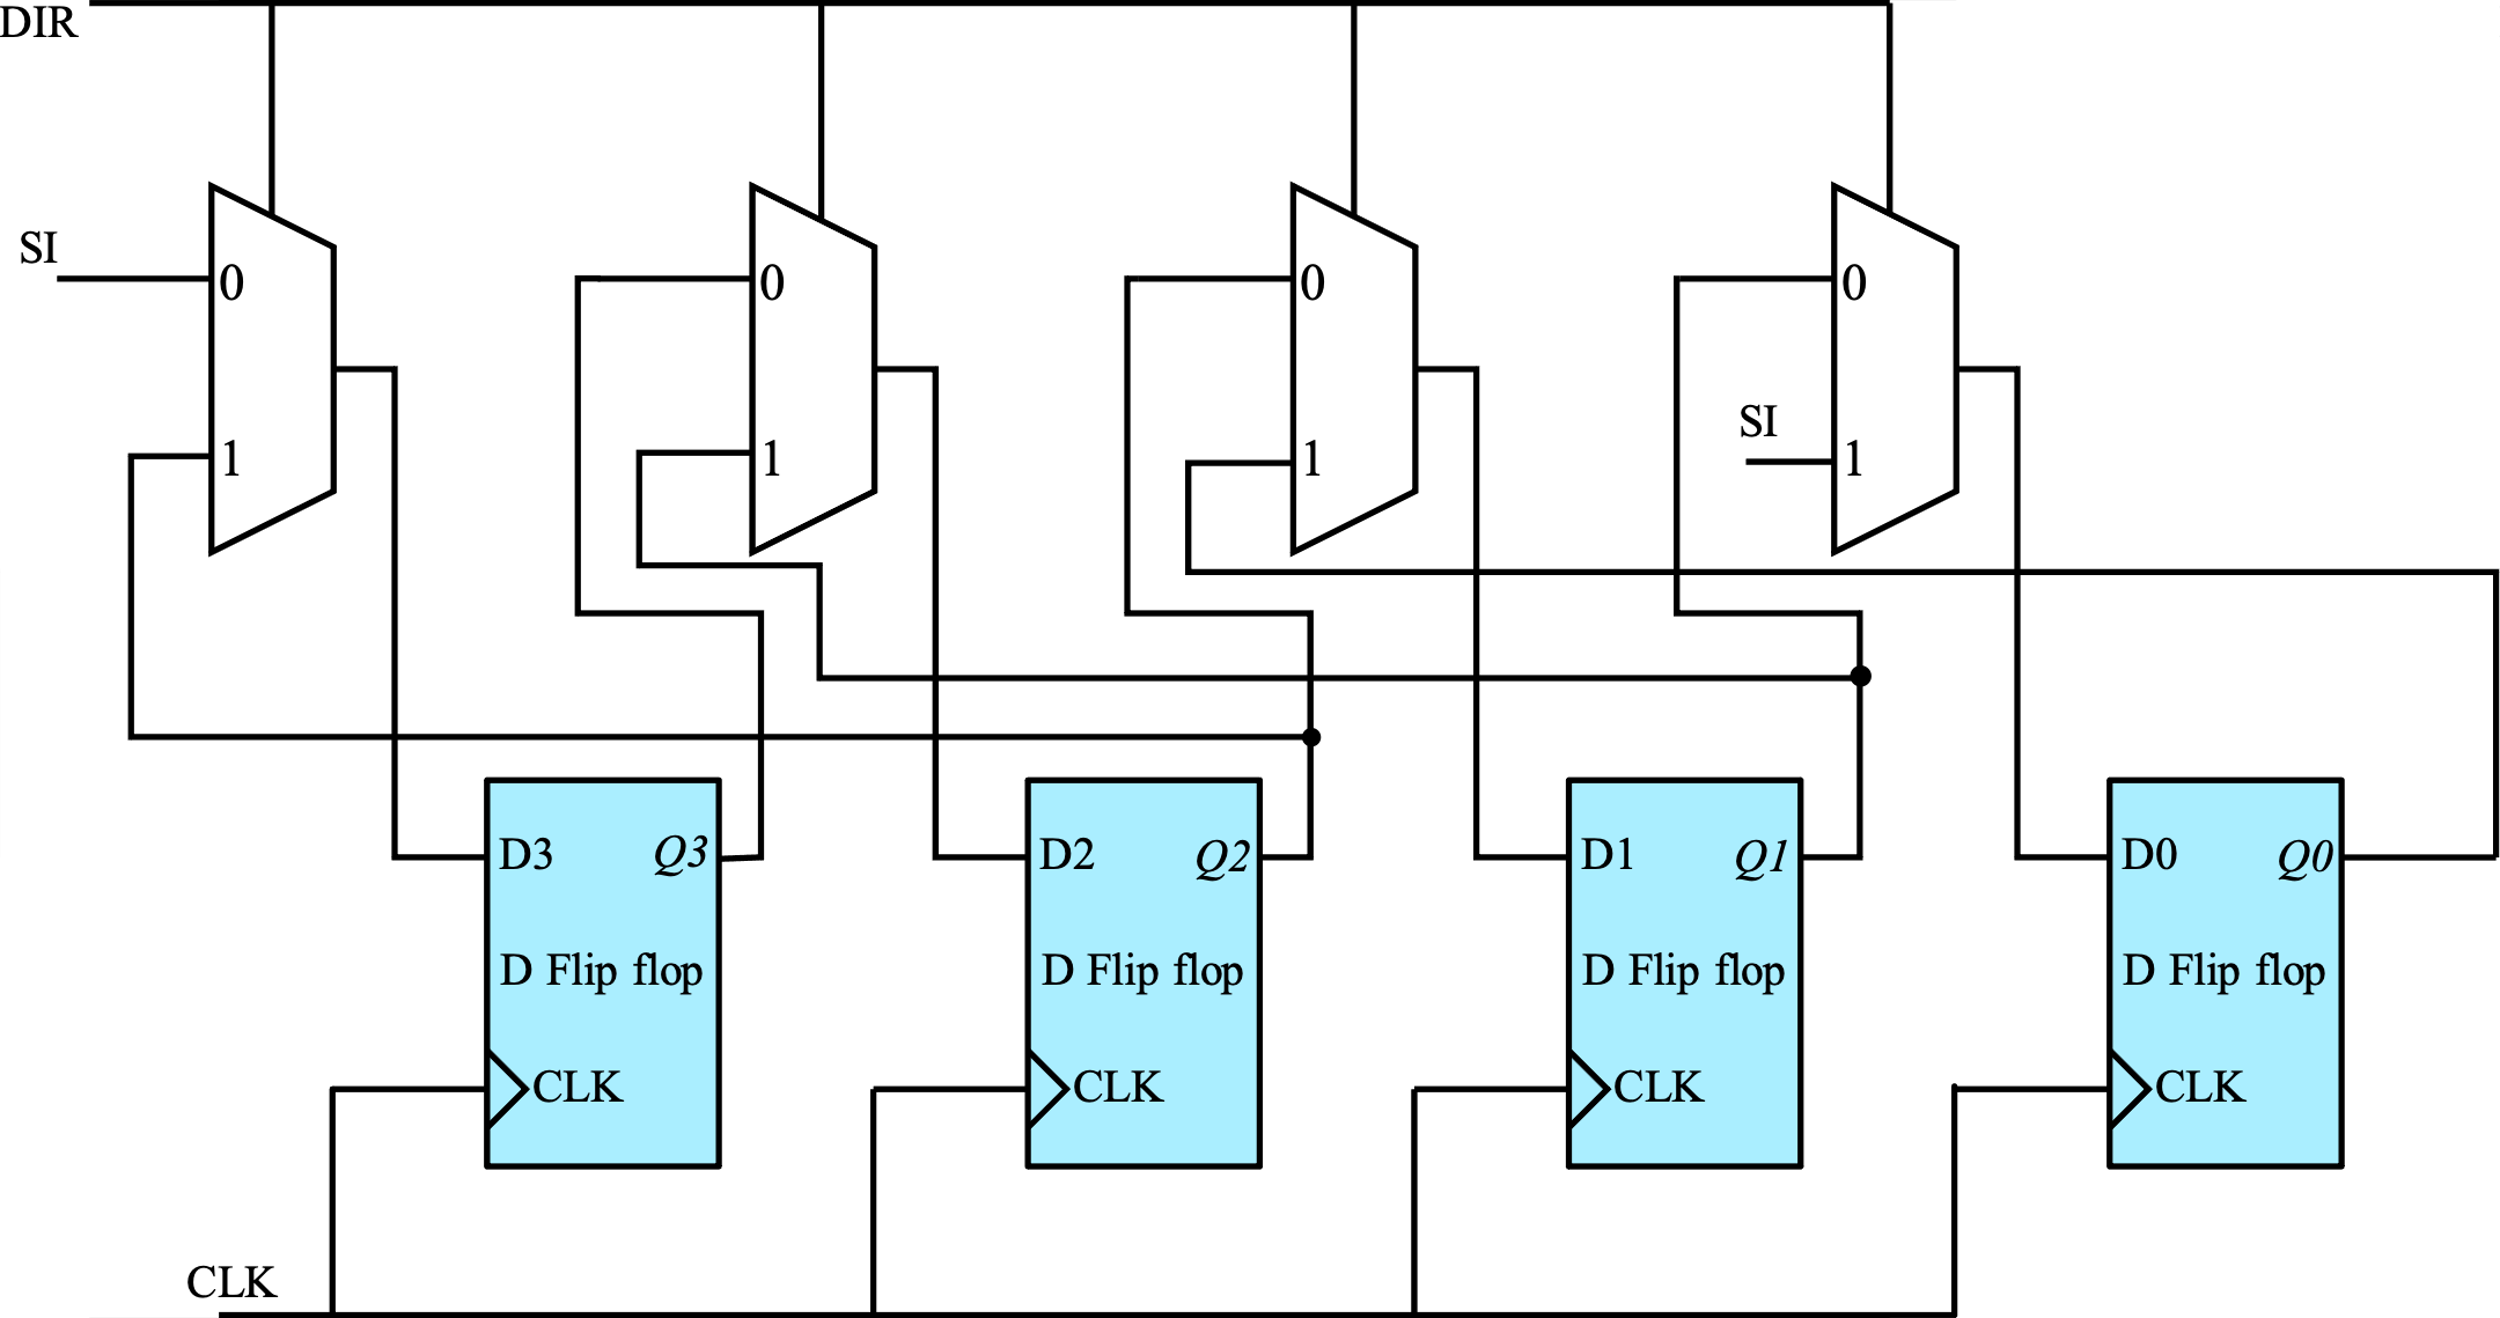 DIR
SI
0
0
0
0
SI
1
1
1
1
D3 Q3
D2 Q2
D1 Q1
D0 Q0
D Flip flop
D Flip flop
D Flip flop
D Flip flop
CLK
CLK
CLK
CLK
CLK